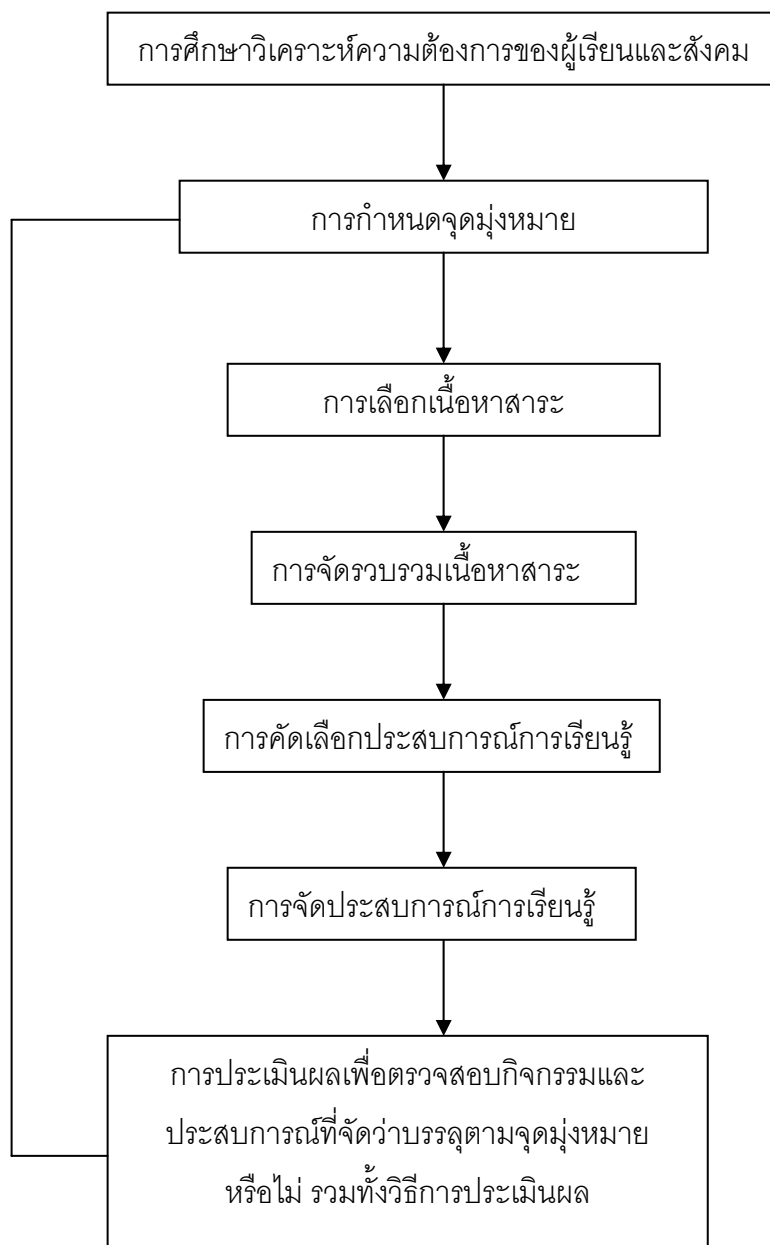 การศึกษาวิเคราะห์ความต้องการของผู้เรียนและสังคม
การกำหนดจุดมุ่งหมาย
การเลือกเนื้อหาสาระ
การจัดรวบรวมเนื้อหาสาระ
การคัดเลือกประสบการณ์การเรียนรู้
การจัดประสบการณ์การเรียนรู้
การประเมินผลเพื่อตรวจสอบกิจกรรมและ
ประสบการณ์ที่จัดว่าบรรลุตามจุดมุ่งหมาย
หรือไม่ รวมทั้งวิธีการประเมินผล